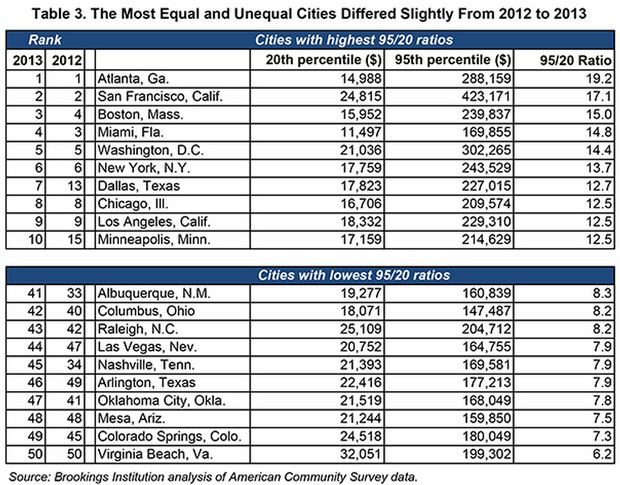 Table 3. The Most Equal and Unequal Cities Differed Slightly From 2012 to 2013
Rank Cities with highest 95/20 ratios
2013 2012 20th percentile ($) 95th percentile ($) 95/20 Ratio
1 1 Atlanta, Ga. 14,988 288,159 19.2
2 2 San Francisco, Calif. 24,815 423,171 17.1
3 4 Boston, Mass. 15,952 239,837 15.0
4 3 Miami, Fla. 11,497 169,855 14.8
5 5 Washington, D.C. 21,036 302,265 14.4
6 6 New York, N.Y. 17,759 243,529 13.7
7 13 Dallas, Texas 17,823 227,015 12.7
8 8 Chicago, Ill. 16,706 209,574 12.5
9 9 Los Angeles, Calif. 18,332 229,310 12.5
10 15 Minneapolis, Minn. 17,159 214,629 12.5
Cities with lowest 95/20 ratios
41 33 Albuquerque, N.M. 19,277 160,839 8.3
42 40 Columbus, Ohio 18,071 147,487 8.2
43 42 Raleigh, N.C. 25,109 204,712 8.2
44 47 Las Vegas, Nev. 20,752 164,755 7.9
45 34 Nashville, Tenn. 21,393 169,581 7.9
46 49 Arlington, Texas 22,416 177,213 7.9
47 41 Oklahoma City, Okla. 21,519 168,049 7.8
48 48 Mesa, Ariz. 21,244 159,850 7.5
49 45 Colorado Springs, Colo. 24,518 180,049 7.3
50 50 Virginia Beach, Va. 32,051 199,302 6.2
Source: Brookings Institution analysis of American Community Survey data.